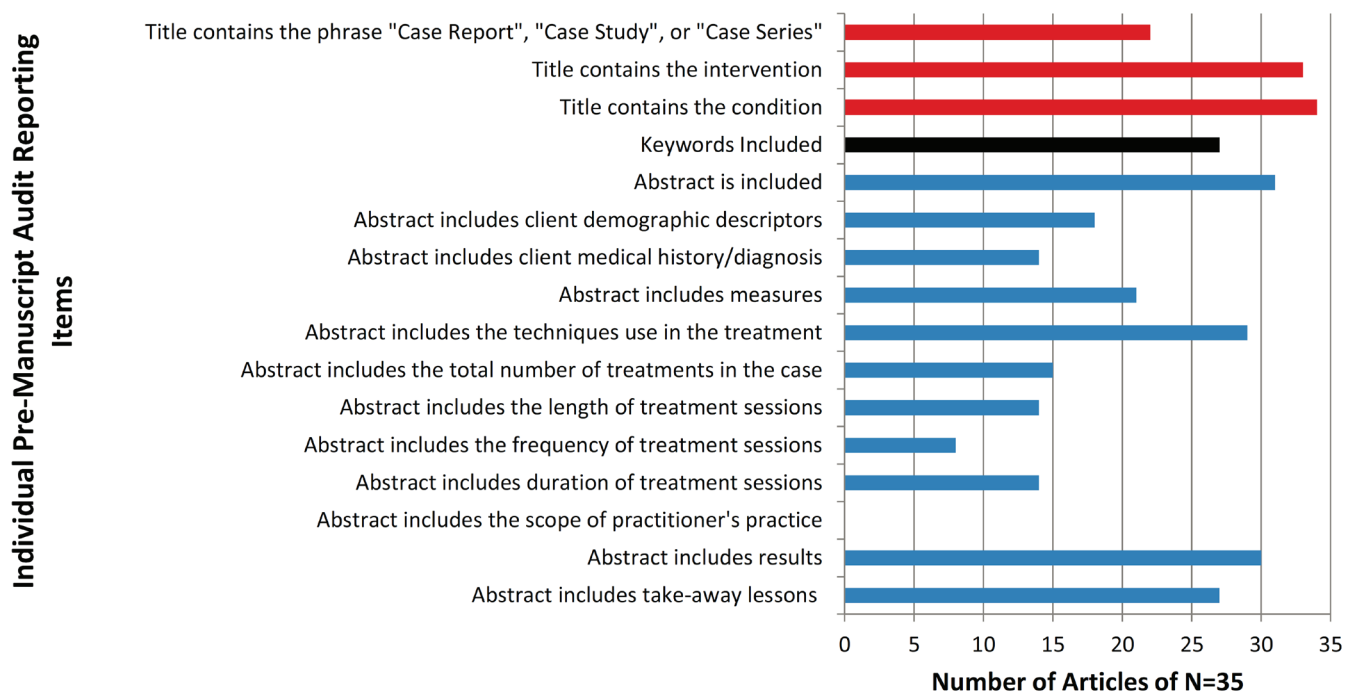 Individual Pre-Manuscript Audit Reporting
Items
Title contains the phrase "Case Report", "Case Study", or "Case Series"
Title contains the intervention
Title contains the condition
Keywords Included
Abstract is included
Abstract includes client demographic descriptors
Abstract includes client medical history/diagnosis
Abstract includes measures
Abstract includes the techniques use in the treatment
Abstract includes the total number of treatments in the case
Abstract includes the length of treatment sessions
Abstract includes the frequency of treatment sessions
Abstract includes duration of treatment sessions
Abstract includes the scope of practitioner's practice
Abstract includes results
Abstract includes take-away lessons
0 5 10 15 20 25 30 35
Number of Articles of N=35